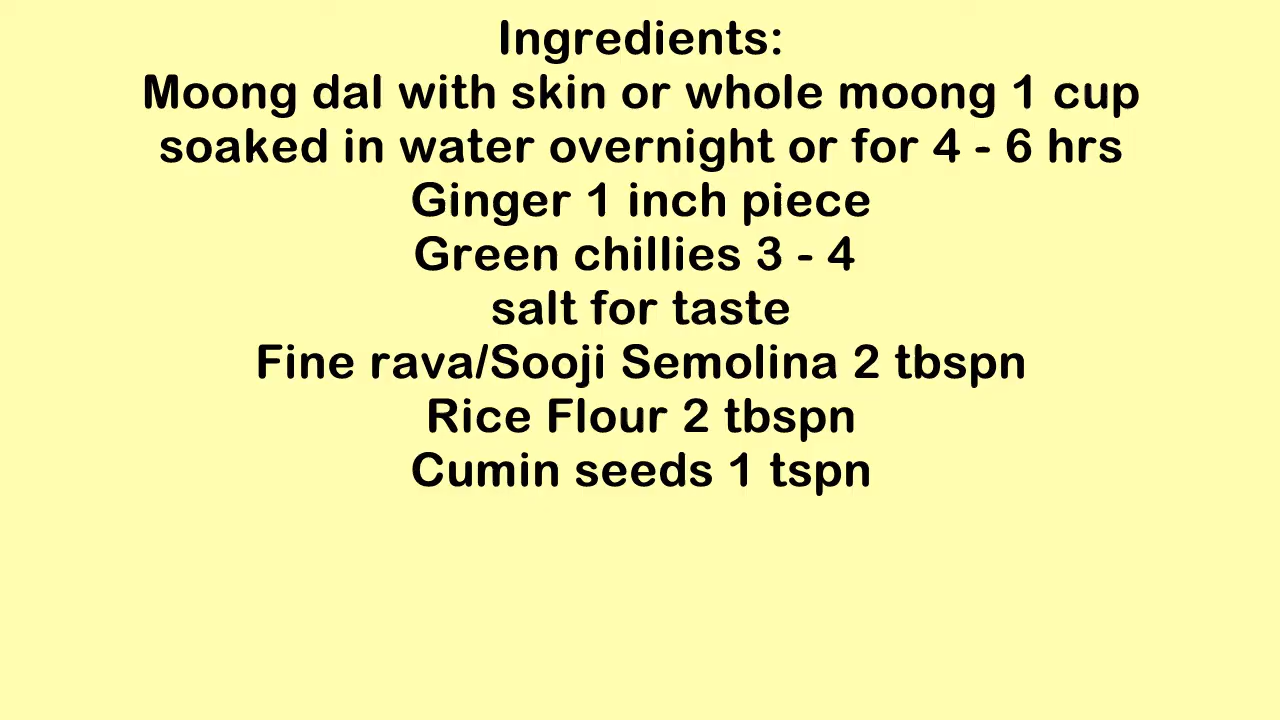 Ingredients:
Moong dal with skin or whole moong 1 cup
soaked in water overnight or for 4 - 6 hrs
Ginger 1 inch piece
Green chillies 3 - 4
salt for taste
Fine rava/Sooji Semolina 2 tbspn
Rice Flour 2 tbspn
Cumin seeds 1 tspn